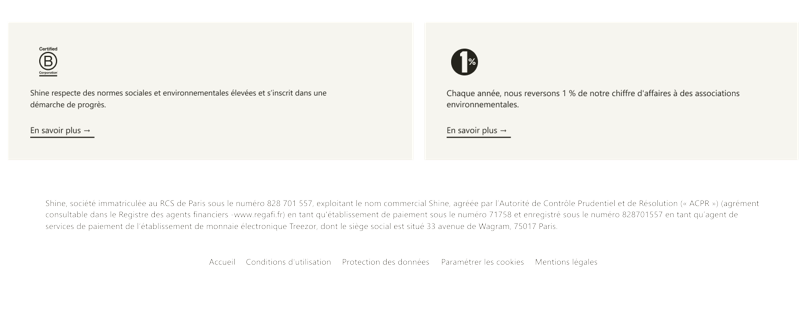 Certified
B
Corporation
Shine respecte des normes sociales et environnementales élevées et s'inscrit dans une
démarche de progrès.
En savoir plus →
1%
Chaque année, nous reversons 1 % de notre chiffre d'affaires à des associations
environnementales.
En savoir plus →
Shine, société immatriculée au RCS de Paris sous le numéro 828 701 557, exploitant le nom commercial Shine, agréée par l'Autorité de Contrôle Prudentiel et de Résolution (« ACPR ») (agrément
consultable dans le Registre des agents financiers : www.regafi.fr) en tant qu'établissement de paiement sous le numéro 71758 et enregistré sous le numéro 828701557 en tant qu'agent de
services de paiement de l'établissement de monnaie électronique Treezor, dont le siège social est situé 33 avenue de Wagram, 75017 Paris.
Accueil Conditions d'utilisation Protection des données Paramétrer les cookies Mentions légales